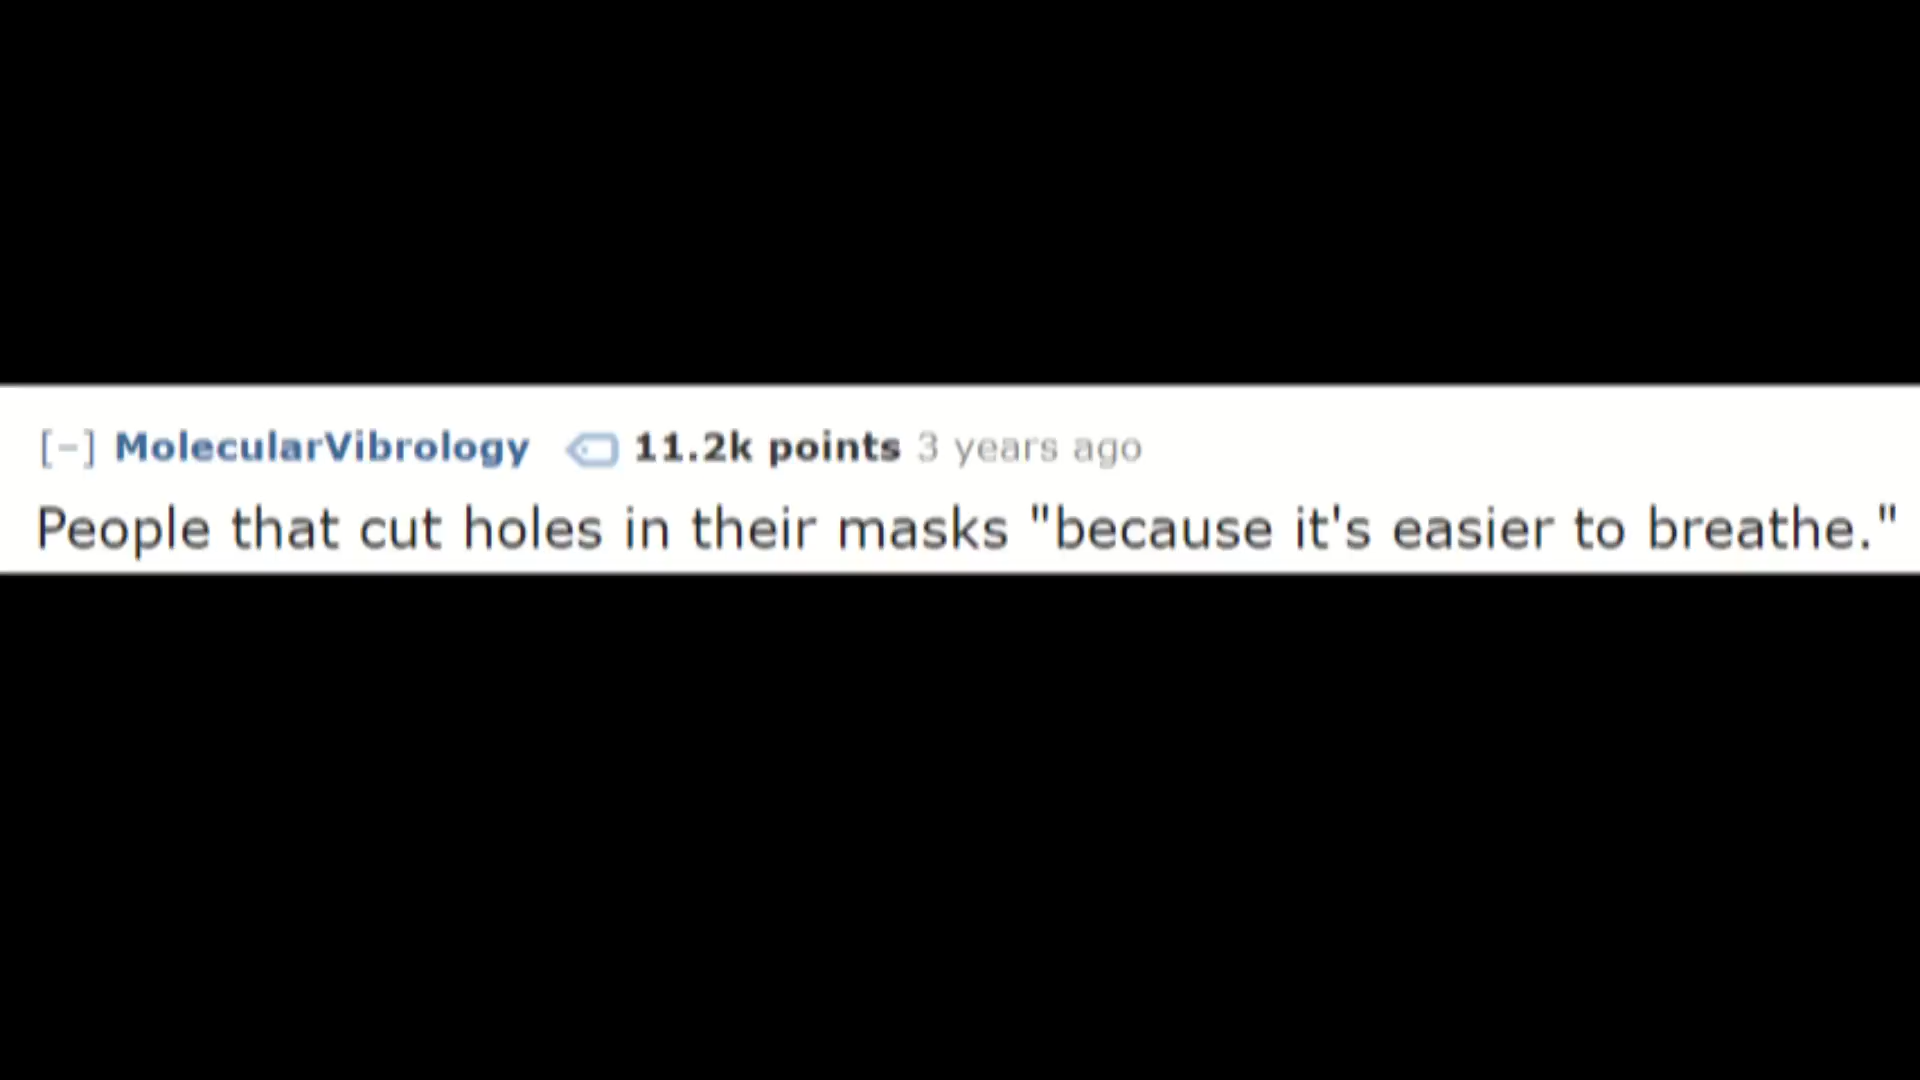 [–] MolecularVibrology 11.2k points 3 years ago
People that cut holes in their masks "because it's easier to breathe."